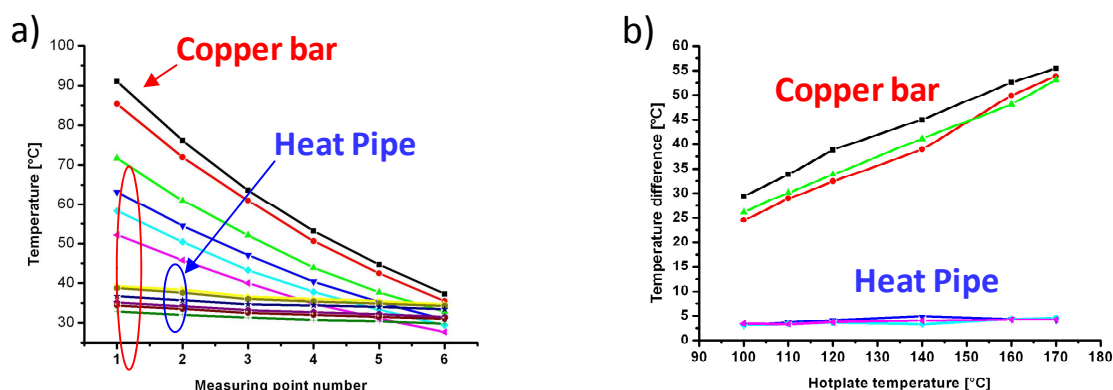 a)
Copper bar
Heat Pipe
Temperature [°C]
100
90
80
70
60
50
40
30
1 2 3 4 5 6
Measuring point number
b)
Copper bar
Heat Pipe
Temperature difference [°C]
60
55
50
45
40
35
30
25
20
15
10
5
0
90 100 110 120 130 140 150 160 170 180
Hotplate temperature [°C]